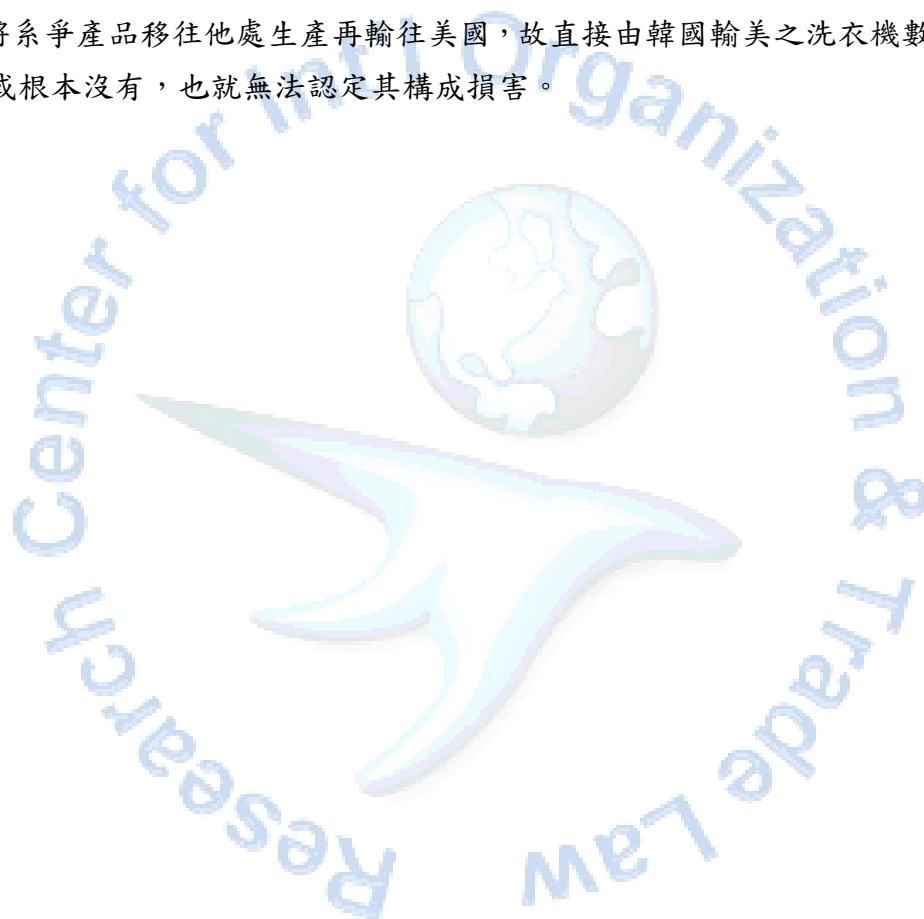 將系爭產品移往他處生產再輸往美國，故直接由韓國輸美之洗衣機數
或根本沒有，也就無法認定其構成損害。
Research Center for Int'l Organization & Trade Law